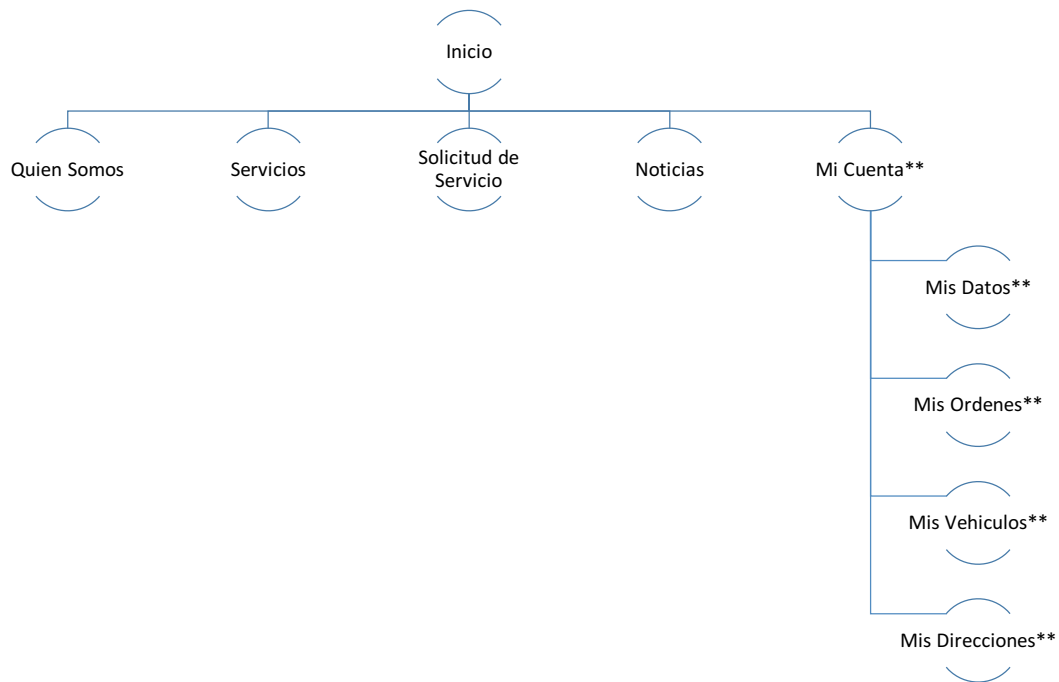 Inicio
Quien Somos
Servicios
Solicitud de
Servicio
Noticias
Mi Cuenta**
Mis Datos**
Mis Ordenes**
Mis Vehiculos**
Mis Direcciones**